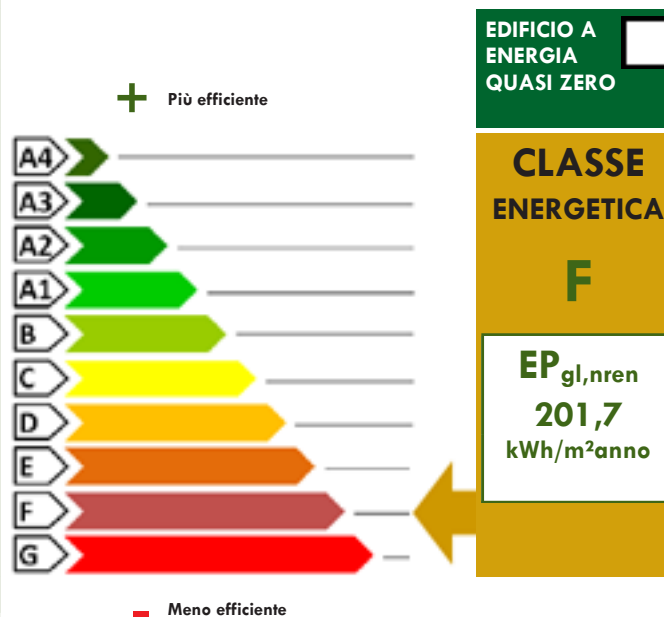 EDIFICIO A
ENERGIA
QUASI ZERO
+ Più efficiente
A4
A3
A2
A1
B
C
D
E
F
G
- Meno efficiente
CLASSE
ENERGETICA
F
EPgl,nren
201,7
kWh/m²anno